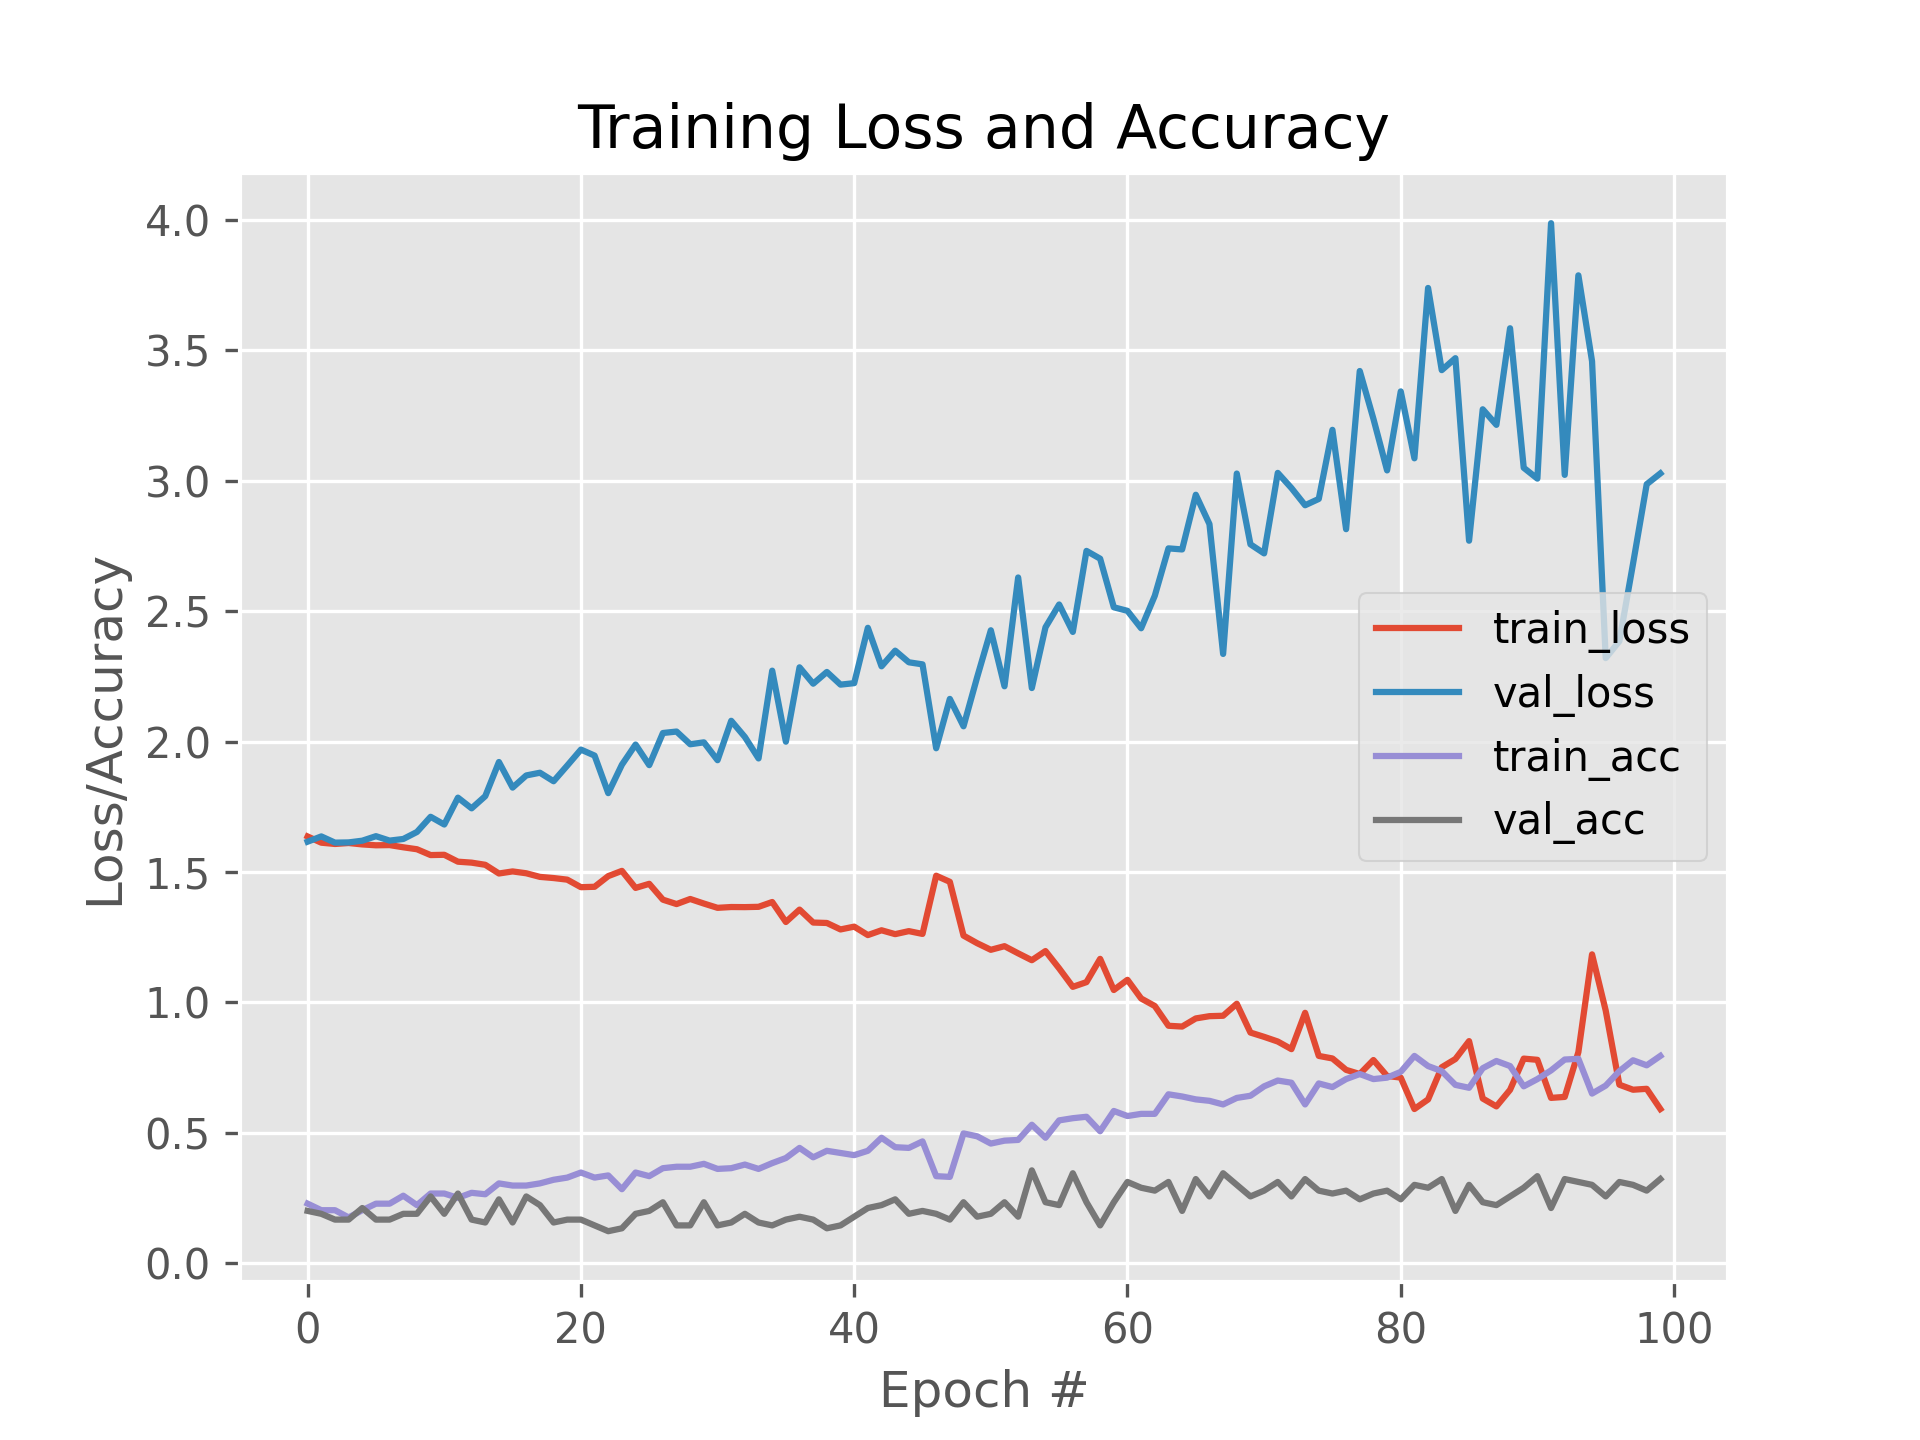 Training Loss and Accuracy
4.0
3.5
3.0
2.5
2.0
1.5
1.0
0.5
0.0
Loss/Accuracy
train_loss
val_loss
train_acc
val_acc
0 20 40 60 80 100
Epoch #